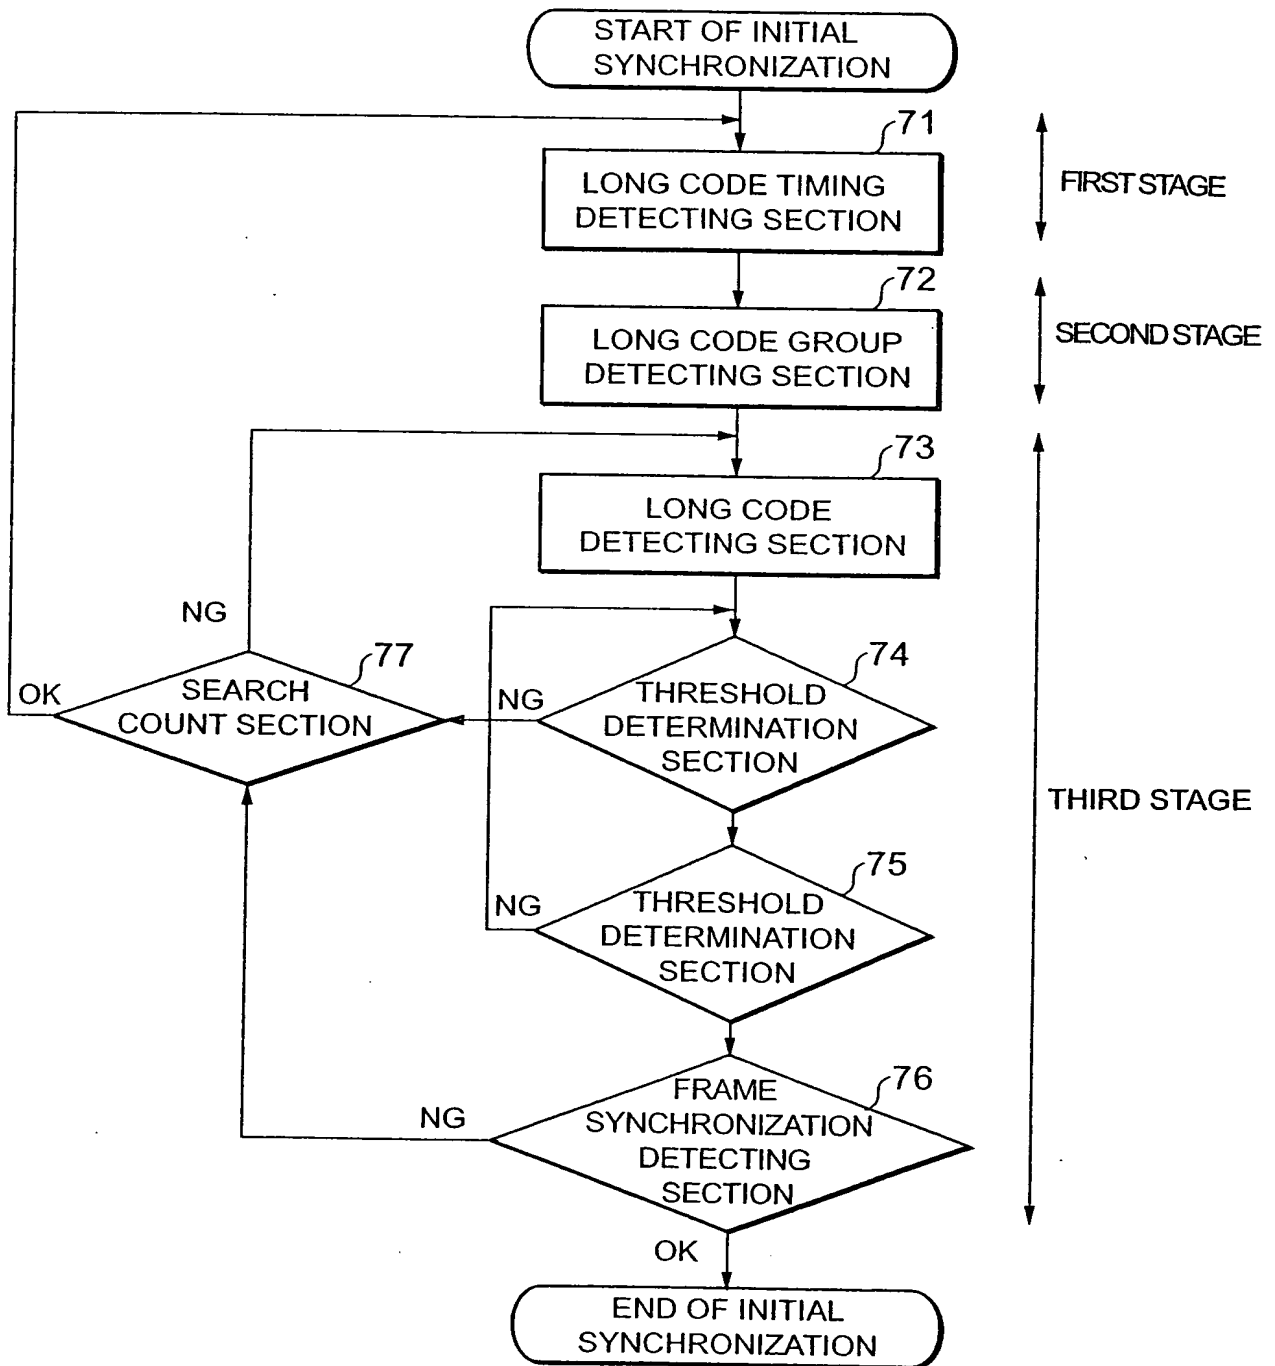 START OF INITIAL
SYNCHRONIZATION
71
LONG CODE TIMING
DETECTING SECTION
FIRST STAGE
72
LONG CODE GROUP
DETECTING SECTION
SECOND STAGE
73
LONG CODE
DETECTING SECTION
NG
77
SEARCH
COUNT SECTION
OK
NG
74
THRESHOLD
DETERMINATION
SECTION
THIRD STAGE
75
THRESHOLD
DETERMINATION
SECTION
NG
76
FRAME
SYNCHRONIZATION
DETECTING
SECTION
NG
OK
END OF INITIAL
SYNCHRONIZATION